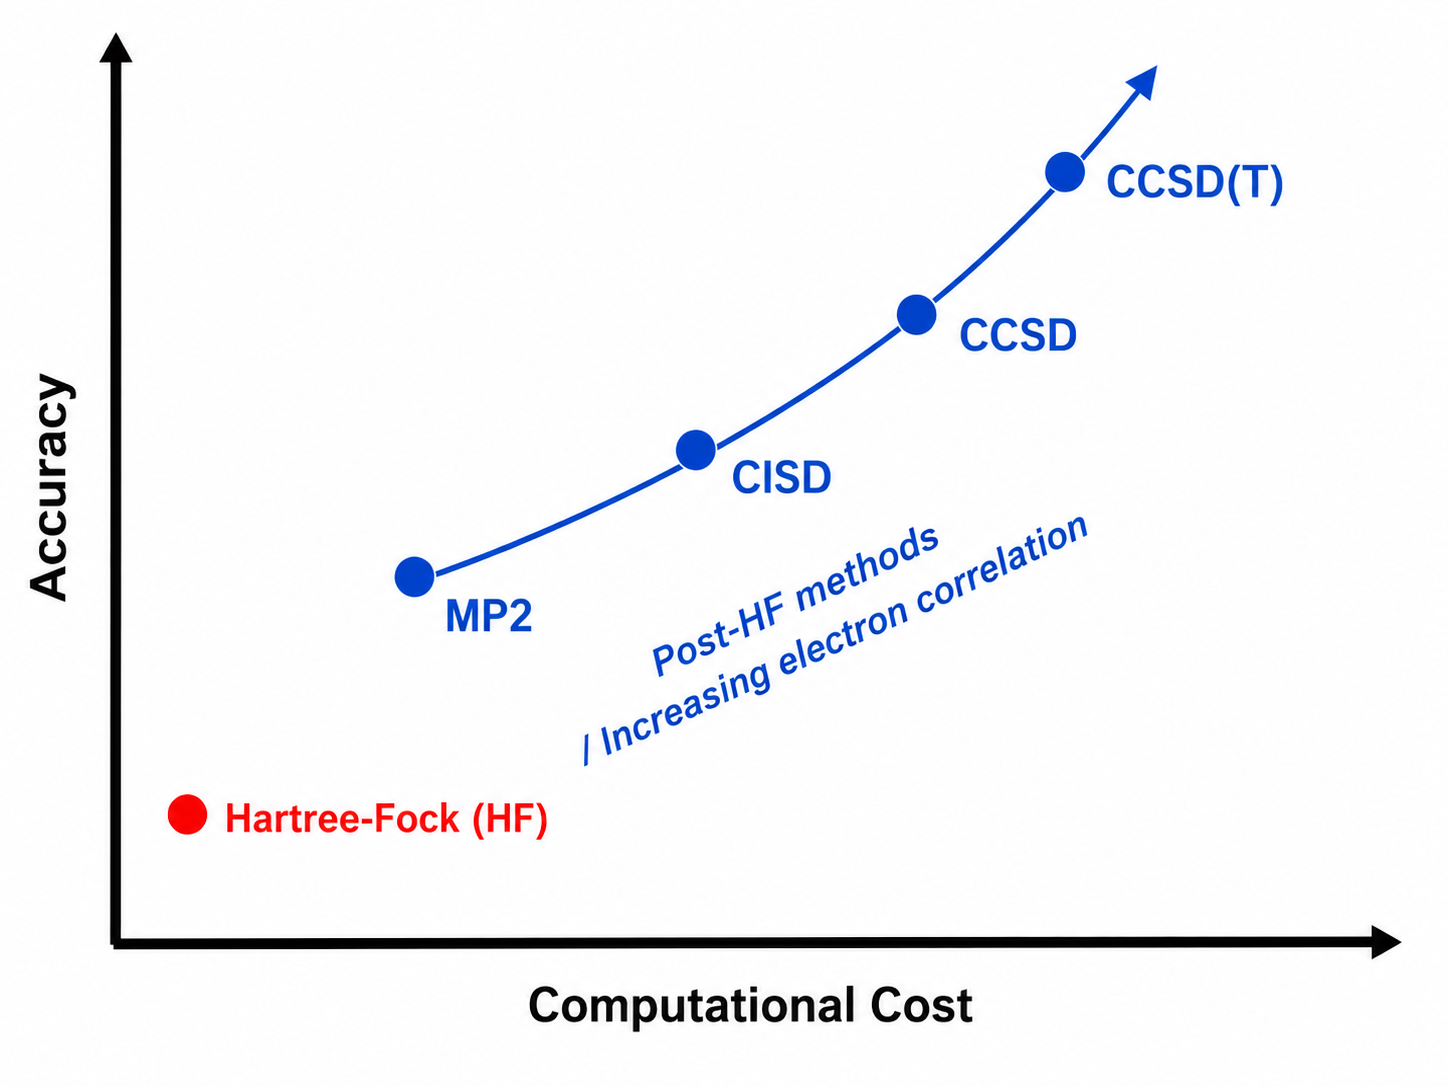 CCSD(T)
CCSD
Accuracy
CISD
MP2
Post-HF methods
/ Increasing electron correlation
Hartree-Fock (HF)
Computational Cost